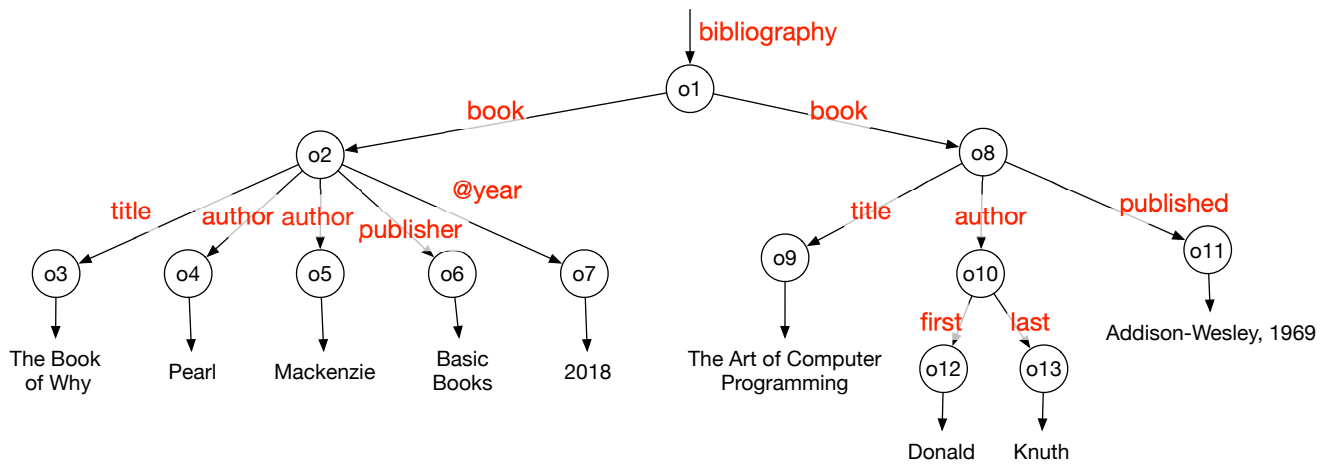 bibliography
o1
book
book
o2
o8
@year
title
author
author
publisher
title
author
published
o3
o4
o5
o6
o7
o9
o10
o11
first
last
The Book
of Why
Pearl
Mackenzie
Basic
Books
2018
The Art of Computer
Programming
o12
o13
Addison-Wesley, 1969
Donald
Knuth